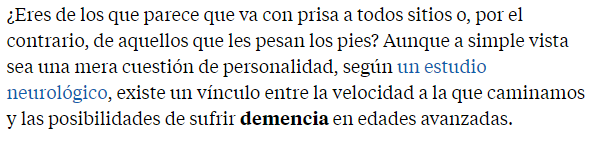 ¿Eres de los que parece que va con prisa a todos sitios o, por el
contrario, de aquellos que les pesan los pies? Aunque a simple vista
sea una mera cuestión de personalidad, según un estudio
neurológico, existe un vínculo entre la velocidad a la que caminamos
y las posibilidades de sufrir demencia en edades avanzadas.